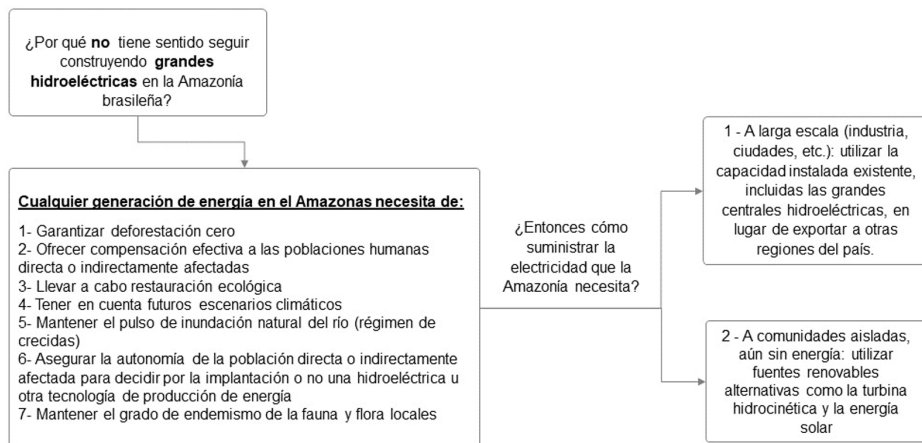 ¿Por qué no tiene sentido seguir
construyendo grandes
hidroeléctricas en la Amazonía
brasileña?
Cualquier generación de energía en el Amazonas necesita de:
1- Garantizar deforestación cero
2- Ofrecer compensación efectiva a las poblaciones humanas
directa o indirectamente afectadas
3- Llevar a cabo restauración ecológica
4- Tener en cuenta futuros escenarios climáticos
5- Mantener el pulso de inundación natural del río (régimen de
crecidas)
6- Asegurar la autonomía de la población directa o indirectamente
afectada para decidir por la implantación o no una hidroeléctrica u
otra tecnología de producción de energía
7- Mantener el grado de endemismo de la fauna y flora locales
¿Entonces cómo
suministrar la
electricidad que la
Amazonía necesita?
1 - A larga escala (industria,
ciudades, etc.): utilizar la
capacidad instalada existente,
incluidas las grandes
centrales hidroeléctricas, en
lugar de exportar a otras
regiones del país.
2 - A comunidades aisladas,
aún sin energía: utilizar
fuentes renovables
alternativas como la turbina
hidrocinética y la energía
solar